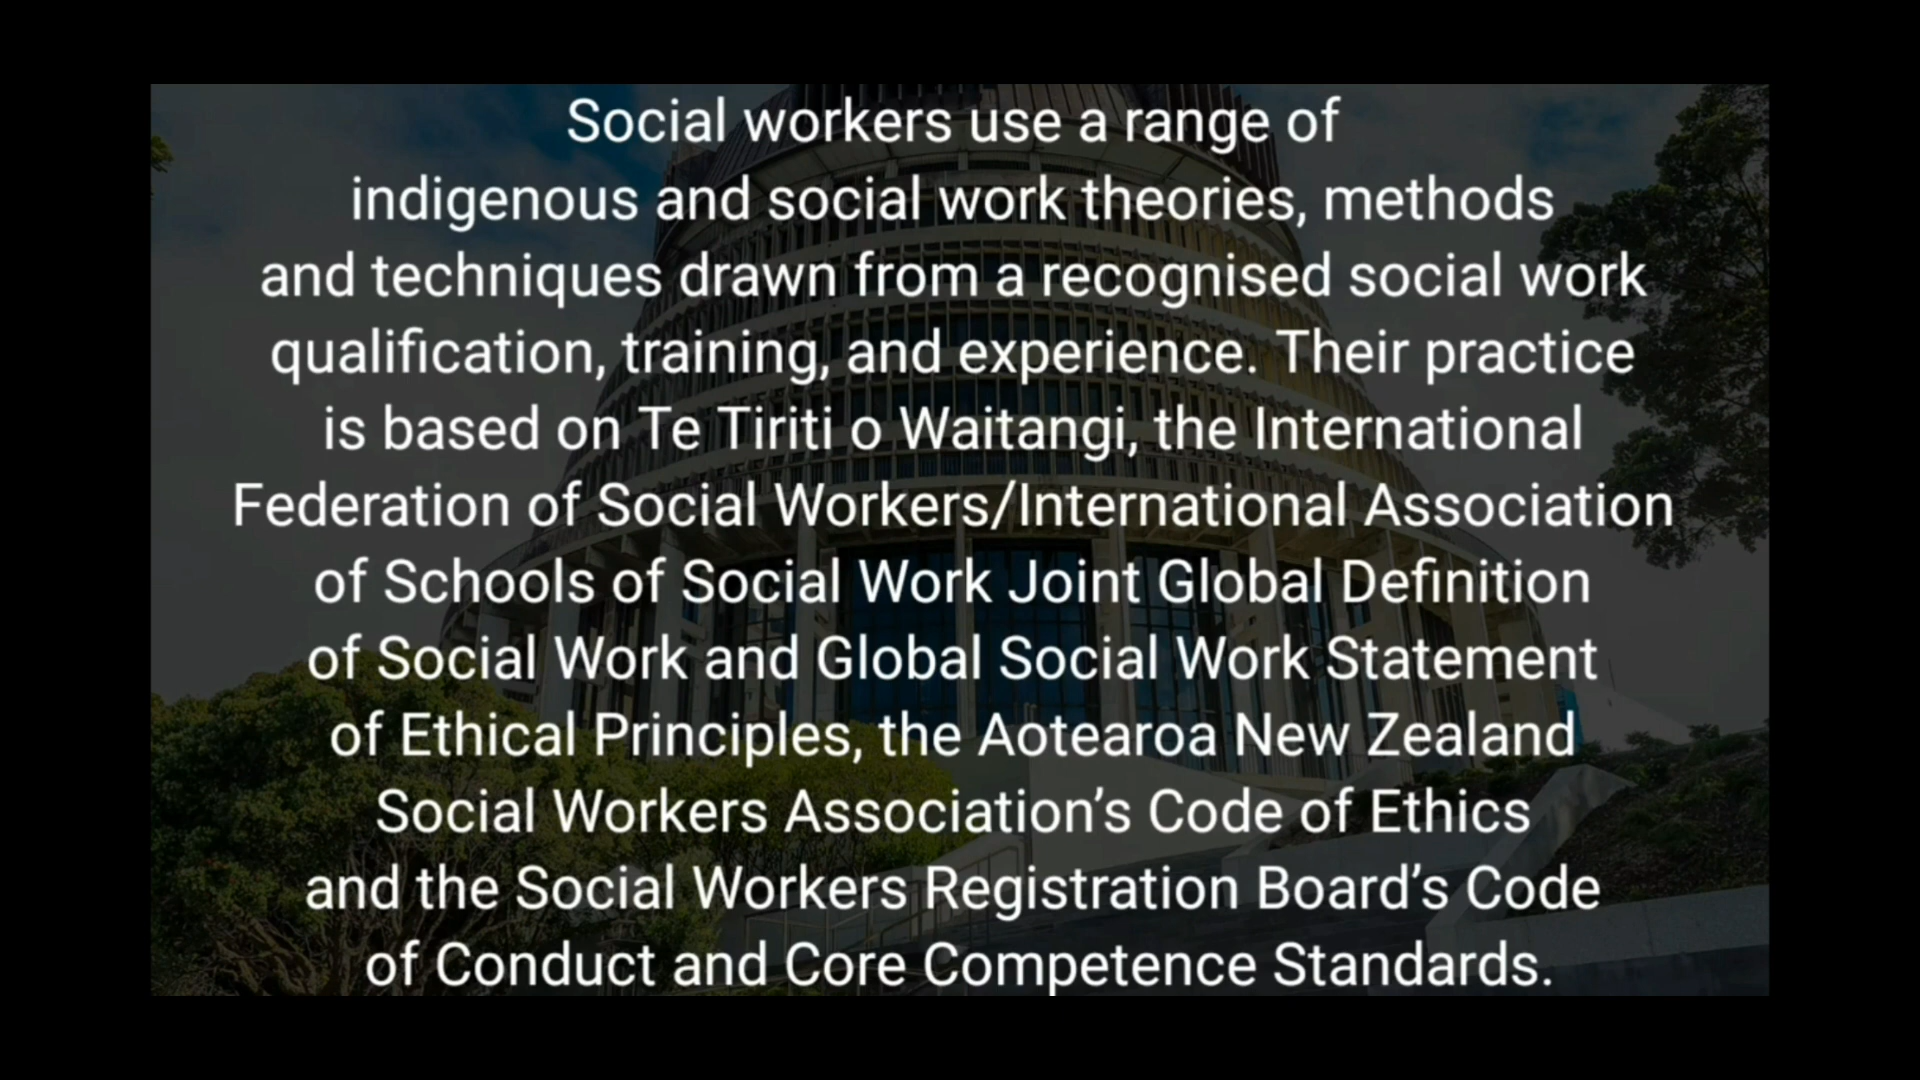 Social workers use a range of
indigenous and social work theories, methods
and techniques drawn from a recognised social work
qualification, training, and experience. Their practice
is based on Te Tiriti o Waitangi, the International
Federation of Social Workers/International Association
of Schools of Social Work Joint Global Definition
of Social Work and Global Social Work Statement
of Ethical Principles, the Aotearoa New Zealand
Social Workers Association’s Code of Ethics
and the Social Workers Registration Board’s Code
of Conduct and Core Competence Standards.